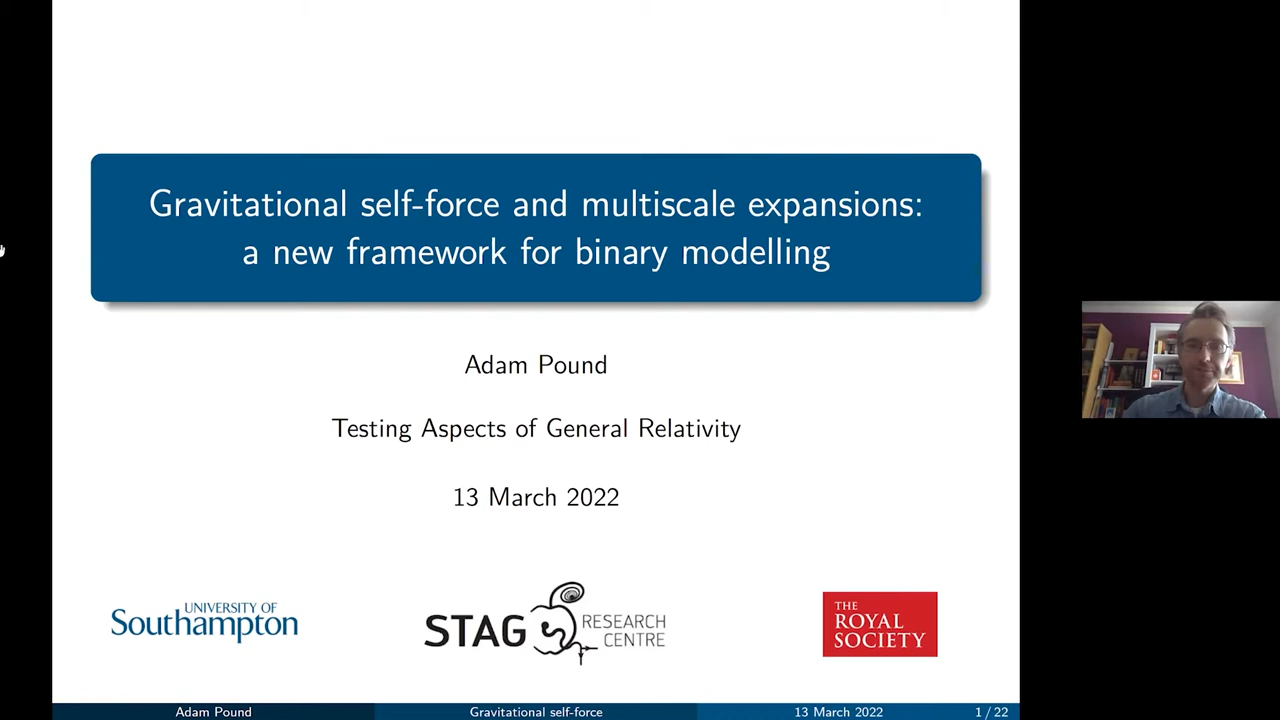 Gravitational self-force and multiscale expansions:
a new framework for binary modelling
Adam Pound
Testing Aspects of General Relativity
13 March 2022
UNIVERSITY OF
Southampton
STAG
RESEARCH
CENTRE
THE
ROYAL
SOCIETY
Adam Pound
Gravitational self-force
13 March 2022
1 / 22